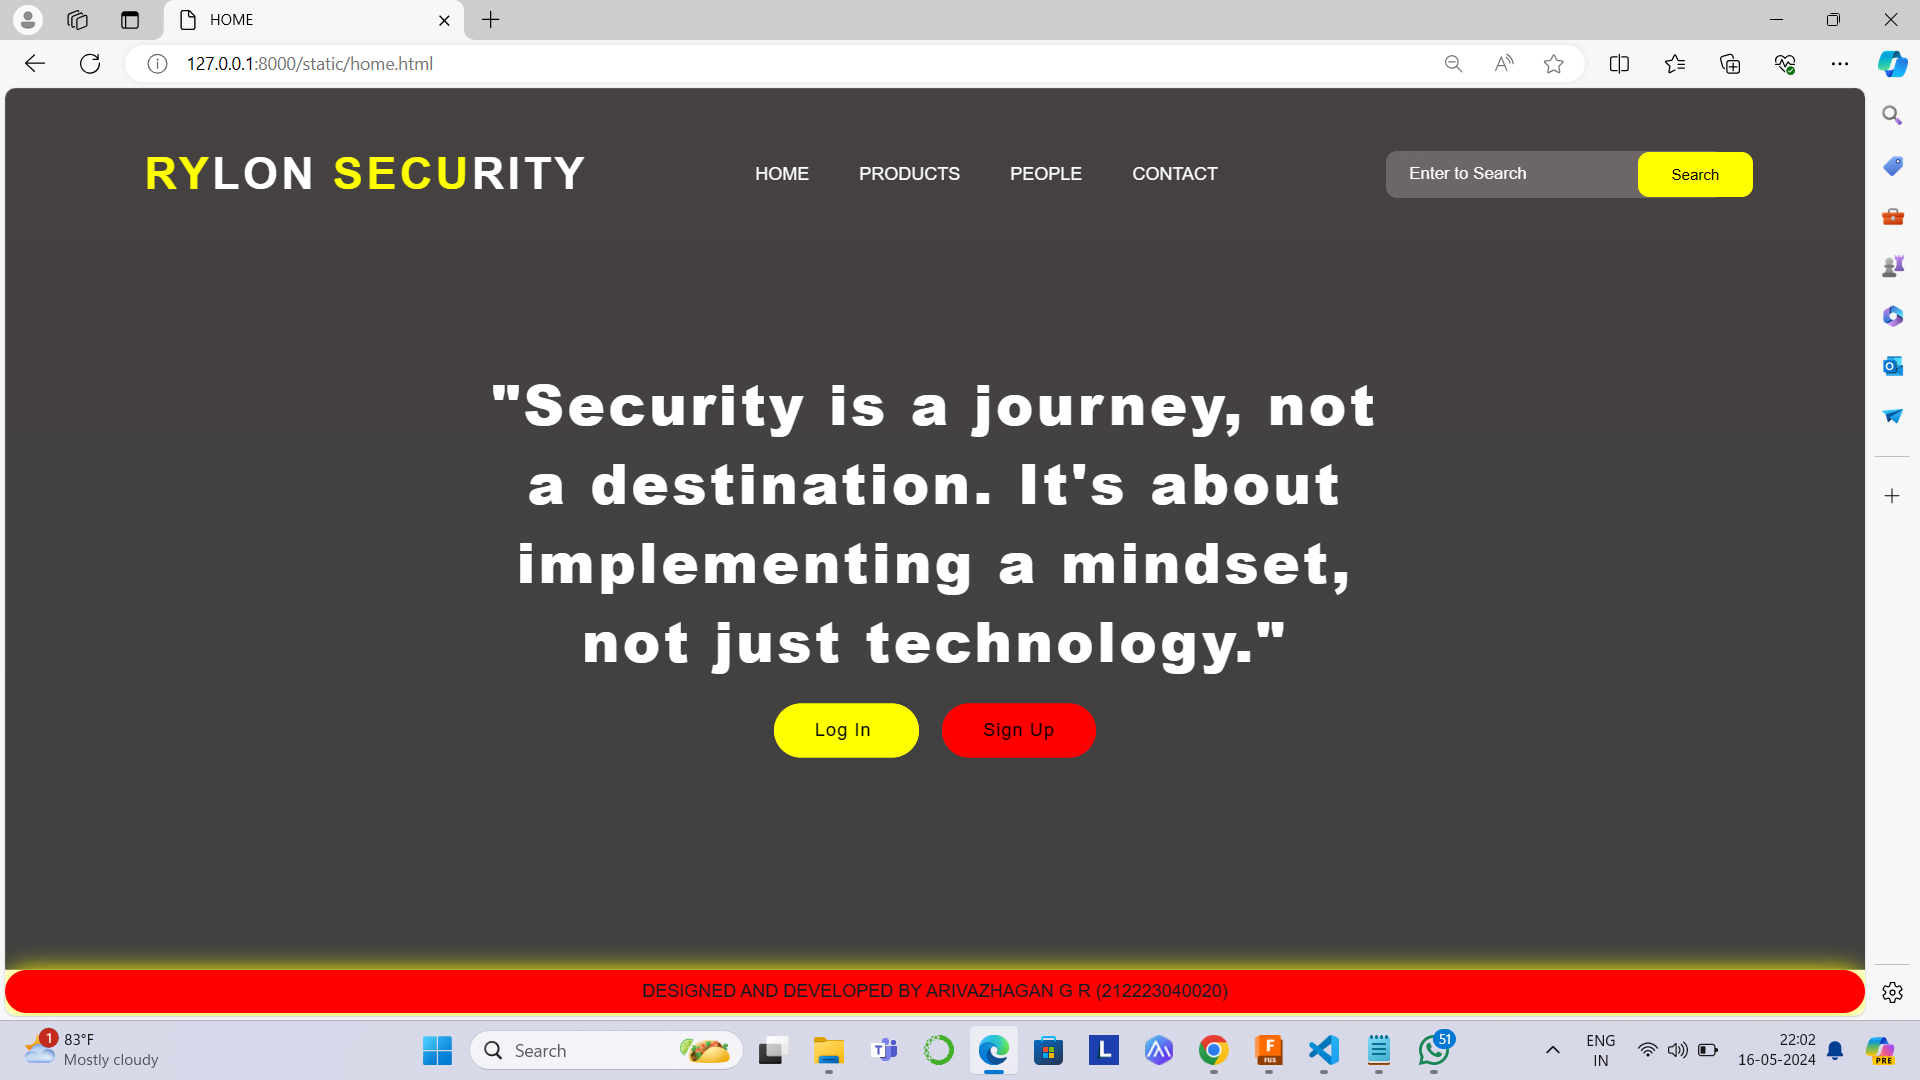 HOME
127.0.0.1:8000/static/home.html
RYLON SECURITY
HOME
PRODUCTS
PEOPLE
CONTACT
Enter to Search
Search
"Security is a journey, not
a destination. It's about
implementing a mindset,
not just technology."
Log In
Sign Up
DESIGNED AND DEVELOPED BY ARIVAZHAGAN G R (212223040020)
1
83°F
Mostly cloudy
Search
L
F
FUS
51
ENG
IN
22:02
16-05-2024
PRE